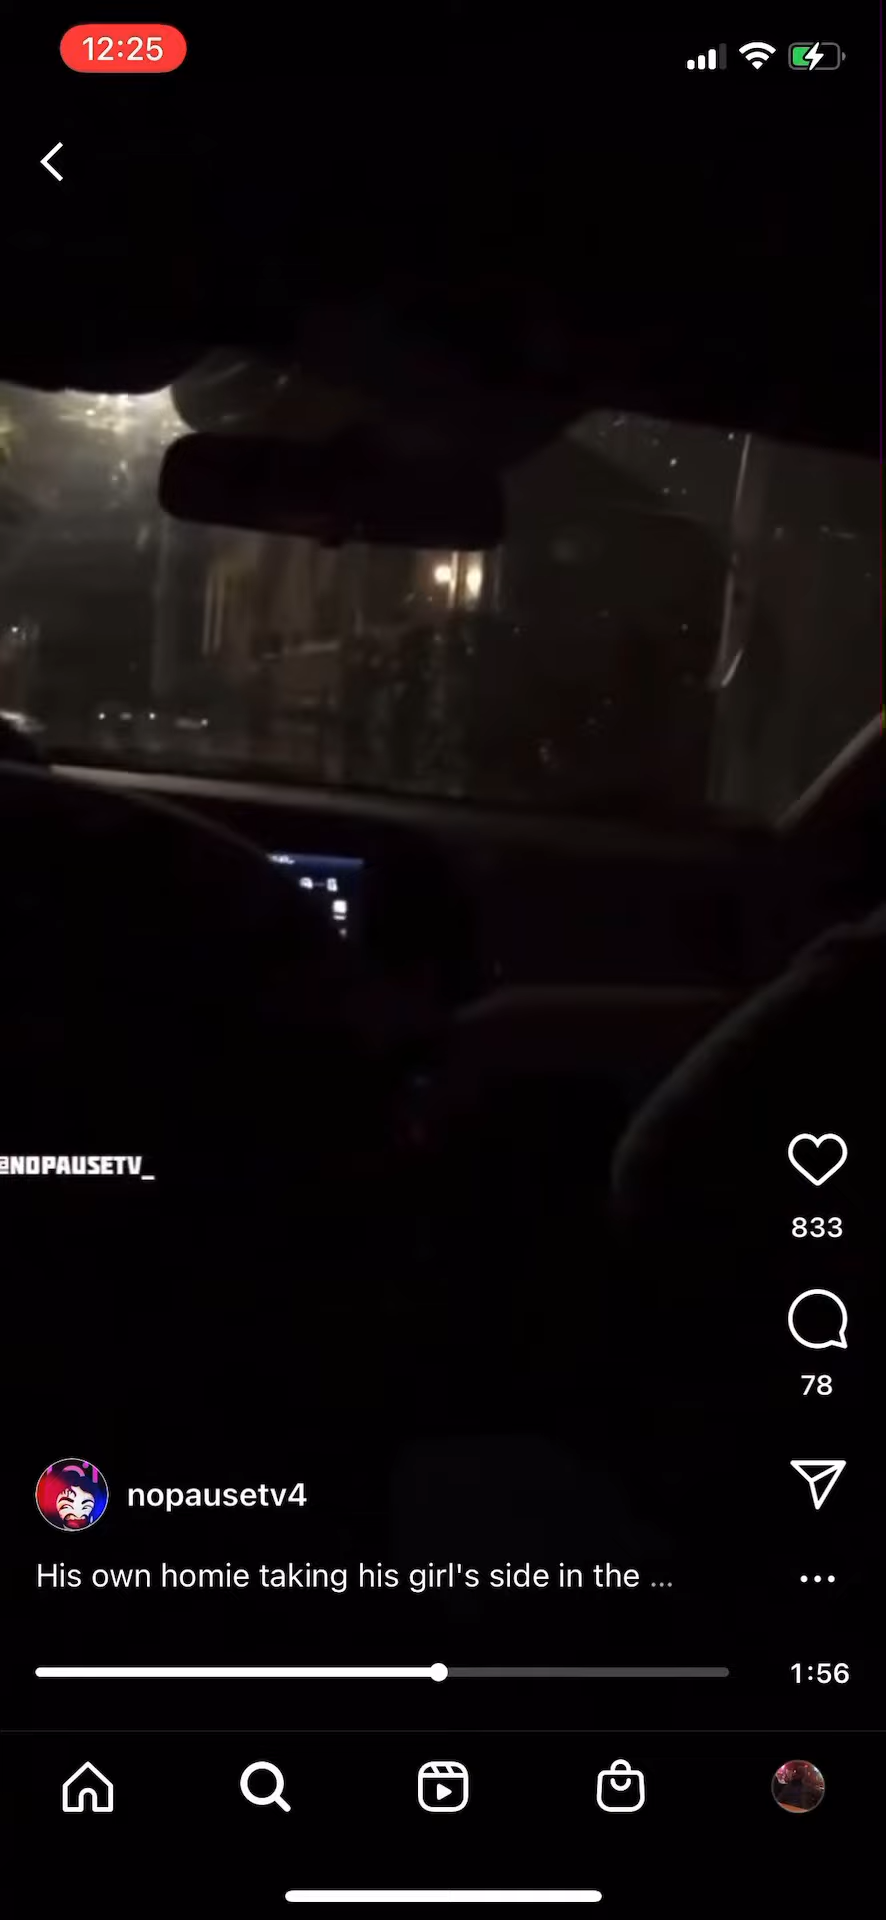 12:25
@NOPAUSETV_
833
78
nopausetv4
His own homie taking his girl's side in the ...
1:56